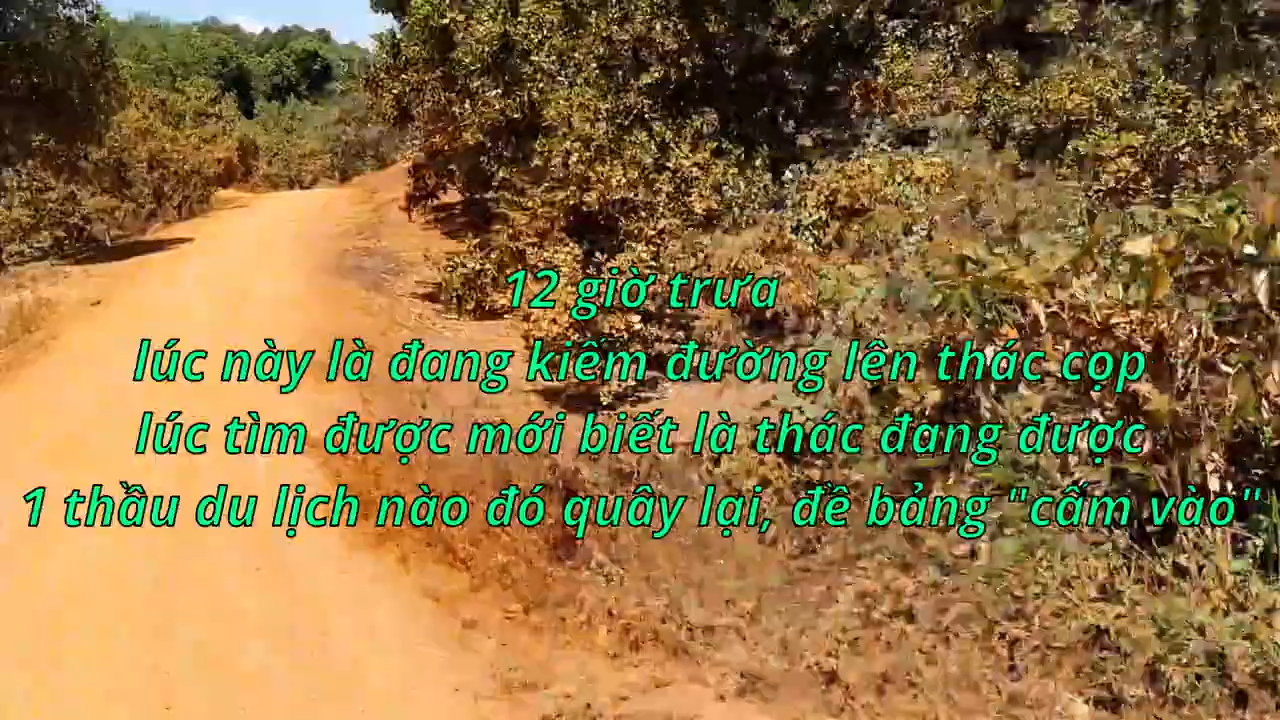 12 giờ trưa
lúc này là đang kiếm đường lên thác cọp
lúc tìm được mới biết là thác đang được
1 thầu du lịch nào đó quây lại, đề bảng "cấm vào"